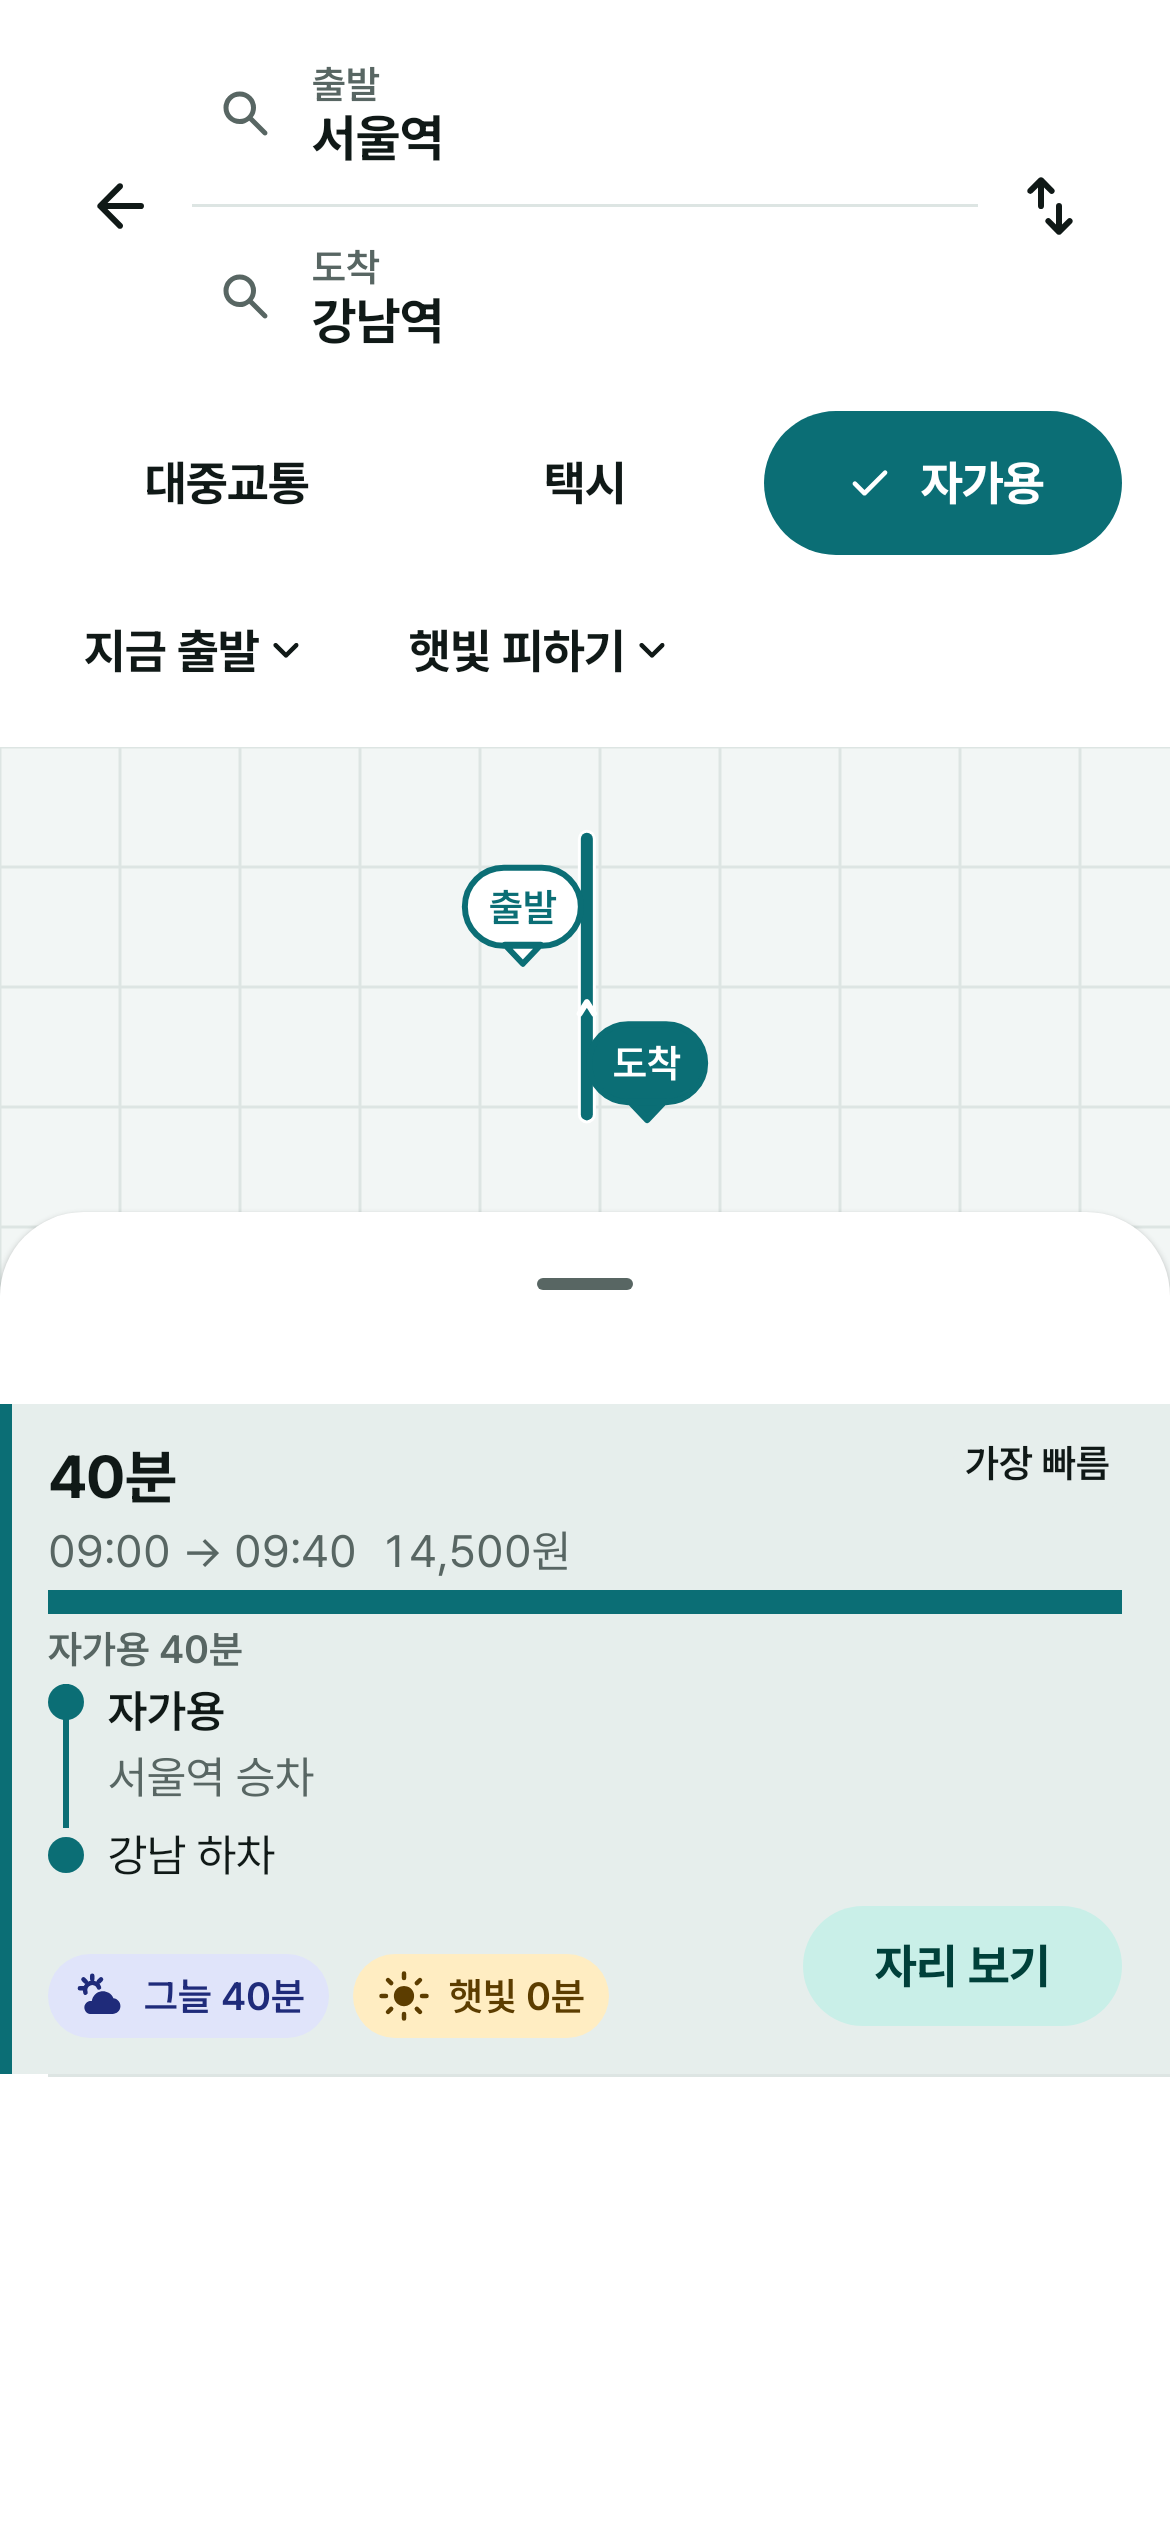 출발
서울역
도착
강남역
대중교통
택시
자가용
지금 출발
햇빛 피하기
출발
도착
40분
가장 빠름
09:00 → 09:40 14,500원
자가용 40분
자가용
서울역 승차
강남 하차
자리 보기
그늘 40분
햇빛 0분